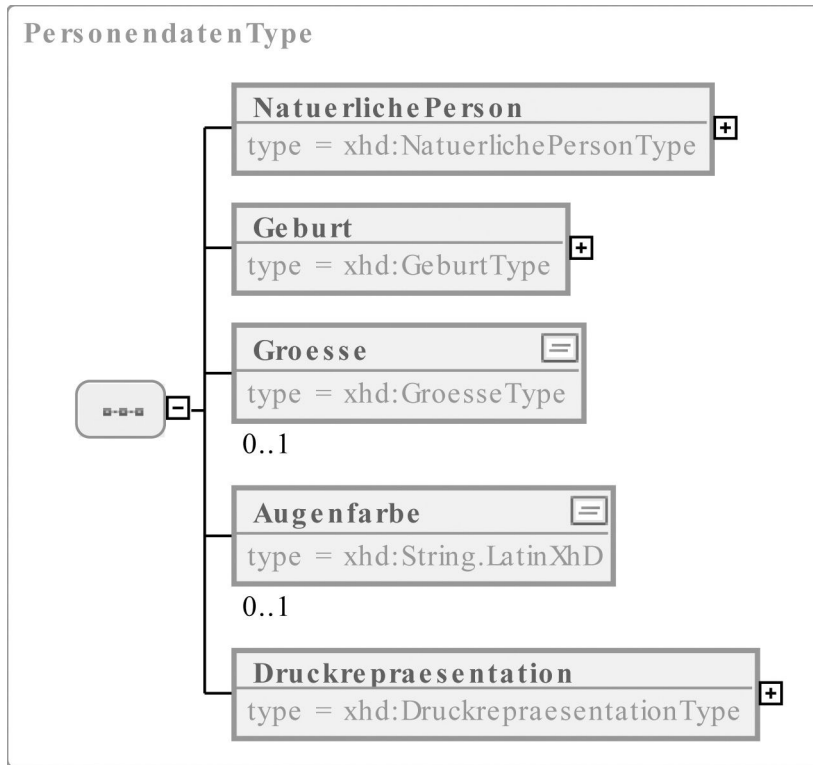 PersonendatenType
NatuerlichePerson
type = xhd:NatuerlichePersonType
Geburt
type = xhd:GeburtType
Groesse
type = xhd:GroesseType
0..1
Augenfarbe
type = xhd:String.LatinXhD
0..1
Druckrepraesentation
type = xhd:DruckrepraesentationType